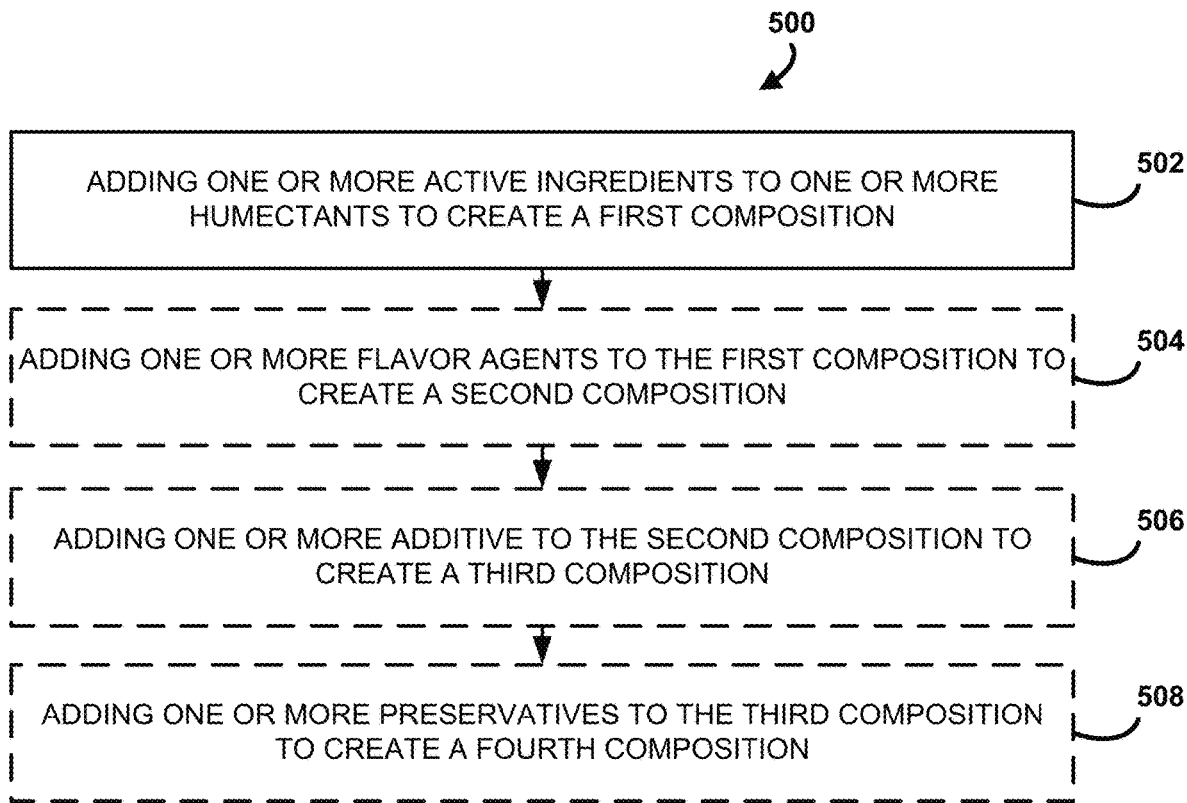 500
ADDING ONE OR MORE ACTIVE INGREDIENTS TO ONE OR MORE
HUMECTANTS TO CREATE A FIRST COMPOSITION
502
ADDING ONE OR MORE FLAVOR AGENTS TO THE FIRST COMPOSITION TO
CREATE A SECOND COMPOSITION
504
ADDING ONE OR MORE ADDITIVE TO THE SECOND COMPOSITION TO
CREATE A THIRD COMPOSITION
506
ADDING ONE OR MORE PRESERVATIVES TO THE THIRD COMPOSITION
TO CREATE A FOURTH COMPOSITION
508